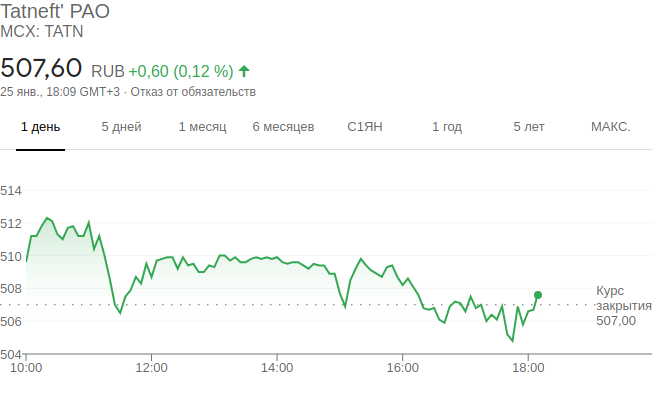 Tatneft' PAO
MCX: TATN
507,60 RUB +0,60 (0,12 %)
25 янв., 18:09 GMT+3 · Отказ от обязательств
1 день 5 дней 1 месяц 6 месяцев С1ЯН 1 год 5 лет МАКС.
514
512
510
508
506
504
Курс
закрытия
507,00
10:00 12:00 14:00 16:00 18:00